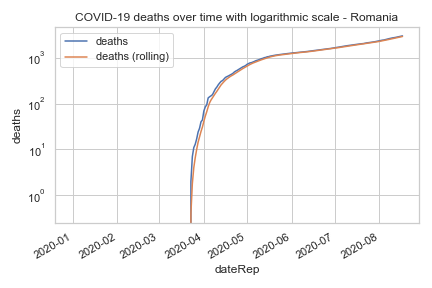 COVID-19 deaths over time with logarithmic scale - Romania
deaths
deaths (rolling)
10³
10²
10¹
10⁰
deaths
2020-01
2020-02
2020-03
2020-04
2020-05
2020-06
2020-07
2020-08
dateRep